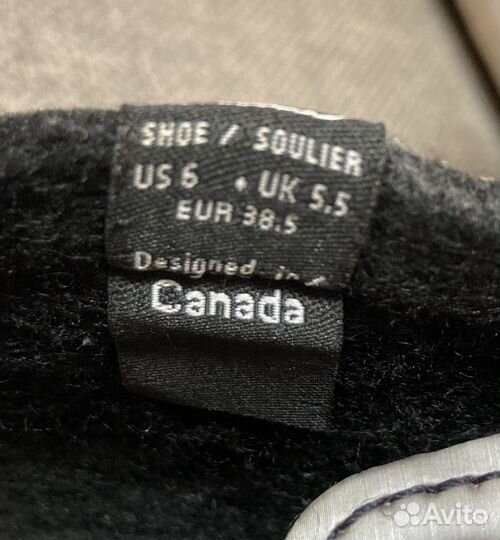 SHOE / SOULIER
US 6 • UK 5.5
EUR 38.5
Designed in
Canada
Avito